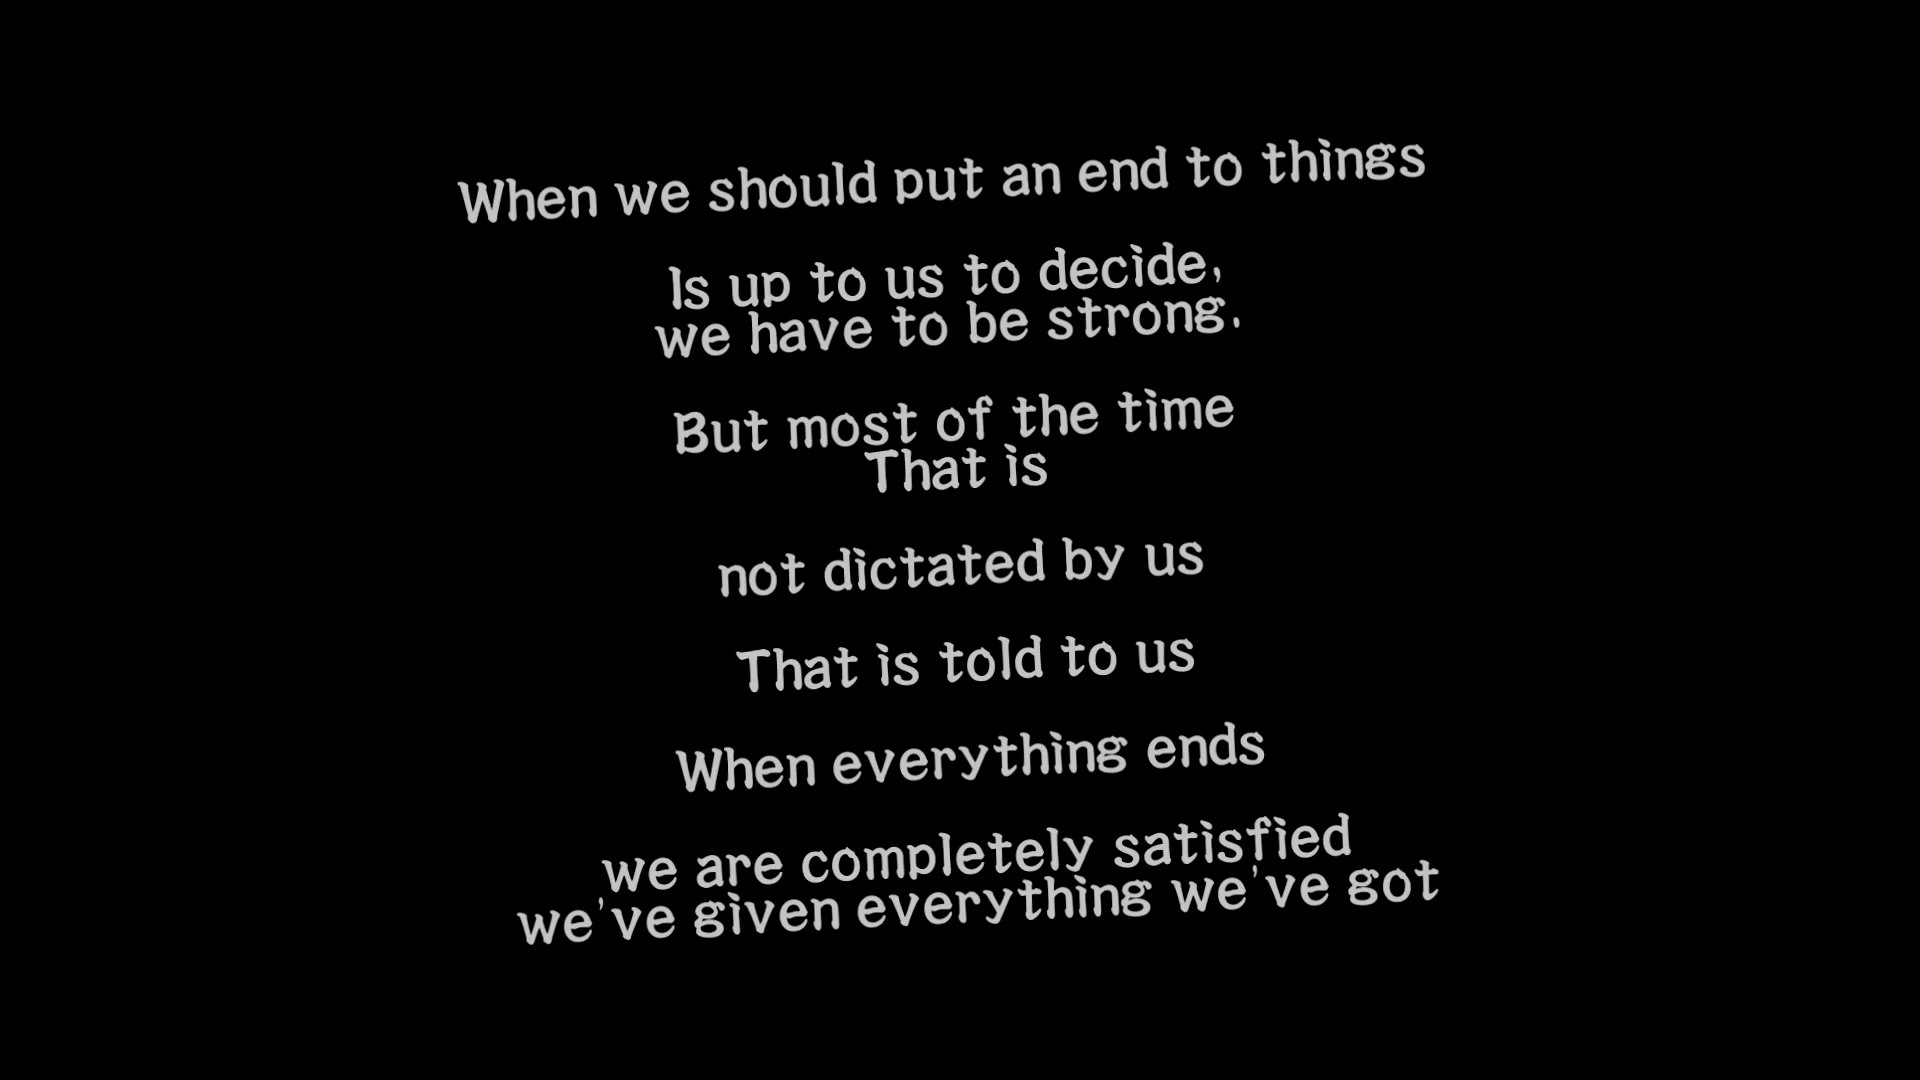 When we should put an end to things
Is up to us to decide,
we have to be strong.
But most of the time
That is
not dictated by us
That is told to us
When everything ends
we are completely satisfied
we've given everything we've got